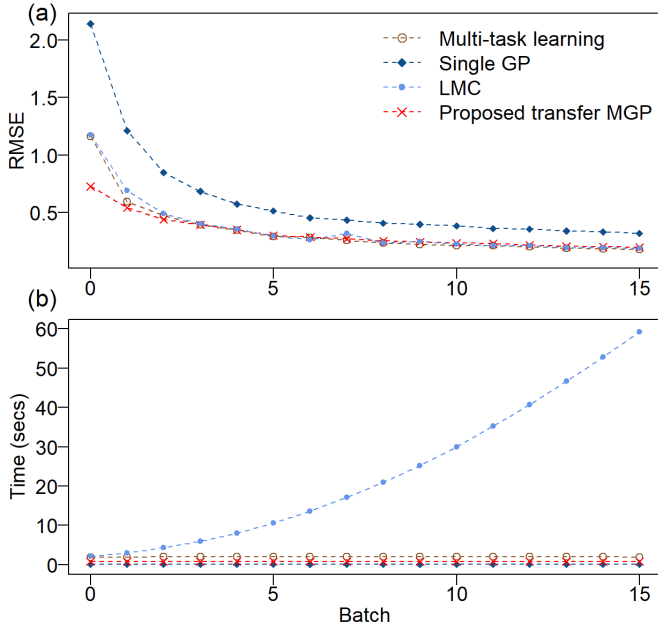 (a)
RMSE
2.0
1.5
1.0
0.5
Multi-task learning
Single GP
LMC
Proposed transfer MGP
0 5 10 15
(b)
Time (secs)
60
50
40
30
20
10
0
0 5 10 15
Batch